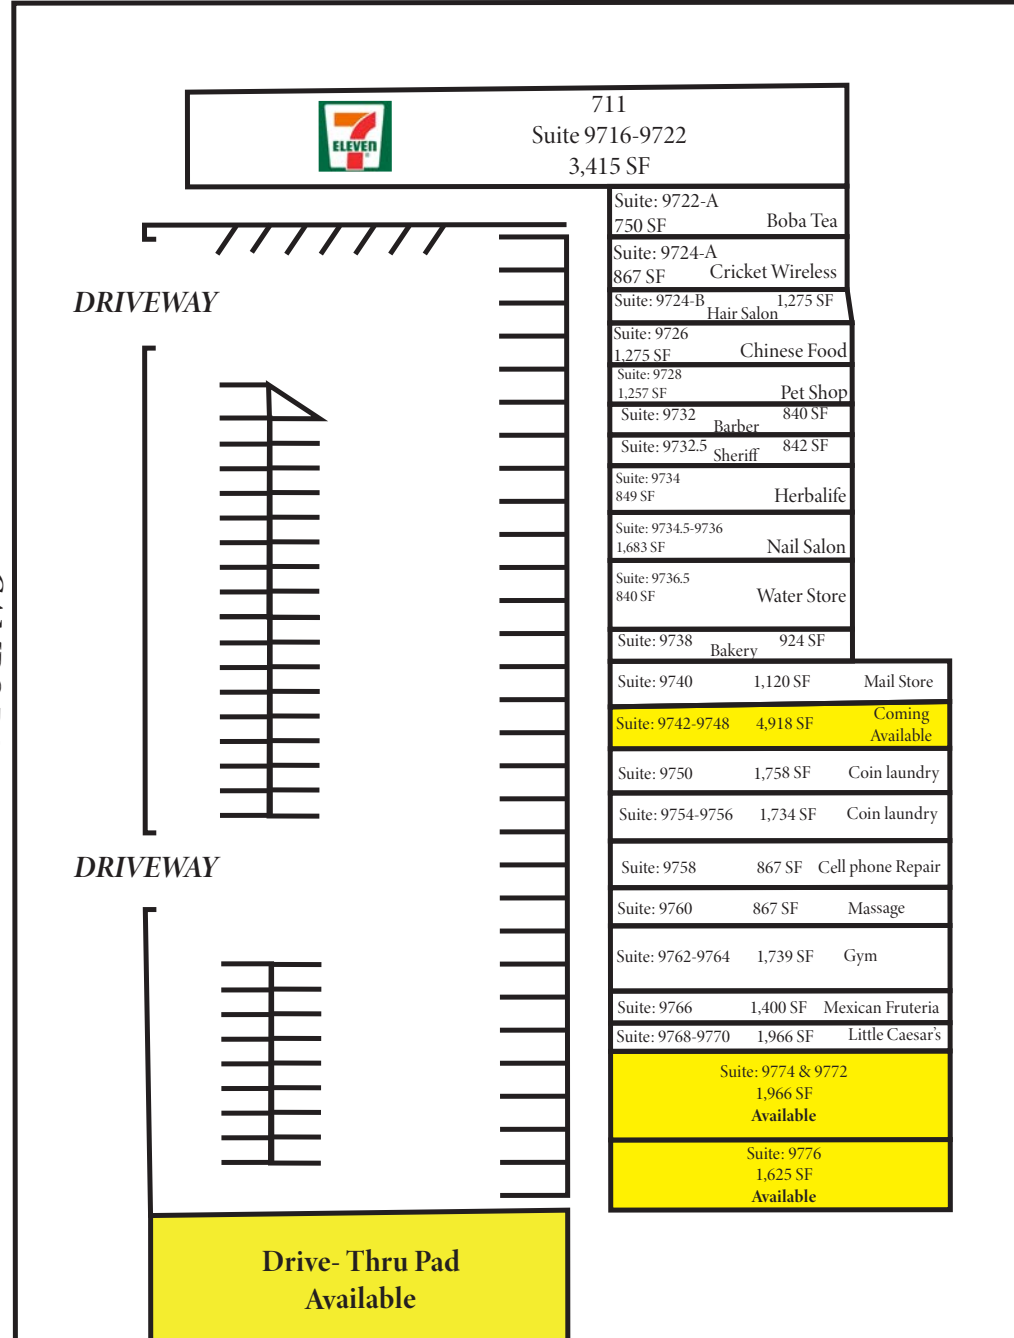 7
ELEVEN
711
Suite 9716-9722
3,415 SF
Suite: 9722-A
750 SF
Boba Tea
Suite: 9724-A
867 SF
Cricket Wireless
Suite: 9724-B
1,275 SF
Hair Salon
Suite: 9726
1,275 SF
Chinese Food
Suite: 9728
1,257 SF
Pet Shop
Suite: 9732
840 SF
Barber
Suite: 9732.5
842 SF
Sheriff
Suite: 9734
849 SF
Herbalife
Suite: 9734.5-9736
1,683 SF
Nail Salon
Suite: 9736.5
840 SF
Water Store
Suite: 9738
924 SF
Bakery
Suite: 9740 1,120 SF Mail Store
Suite: 9742-9748 4,918 SF Coming
Available
Suite: 9750 1,758 SF Coin laundry
Suite: 9754-9756 1,734 SF Coin laundry
Suite: 9758 867 SF Cell phone Repair
Suite: 9760 867 SF Massage
Suite: 9762-9764 1,739 SF Gym
Suite: 9766 1,400 SF Mexican Fruteria
Suite: 9768-9770 1,966 SF Little Caesar's
Suite: 9774 & 9772
1,966 SF
Available
Suite: 9776
1,625 SF
Available
DRIVEWAY
DRIVEWAY
Drive- Thru Pad
Available